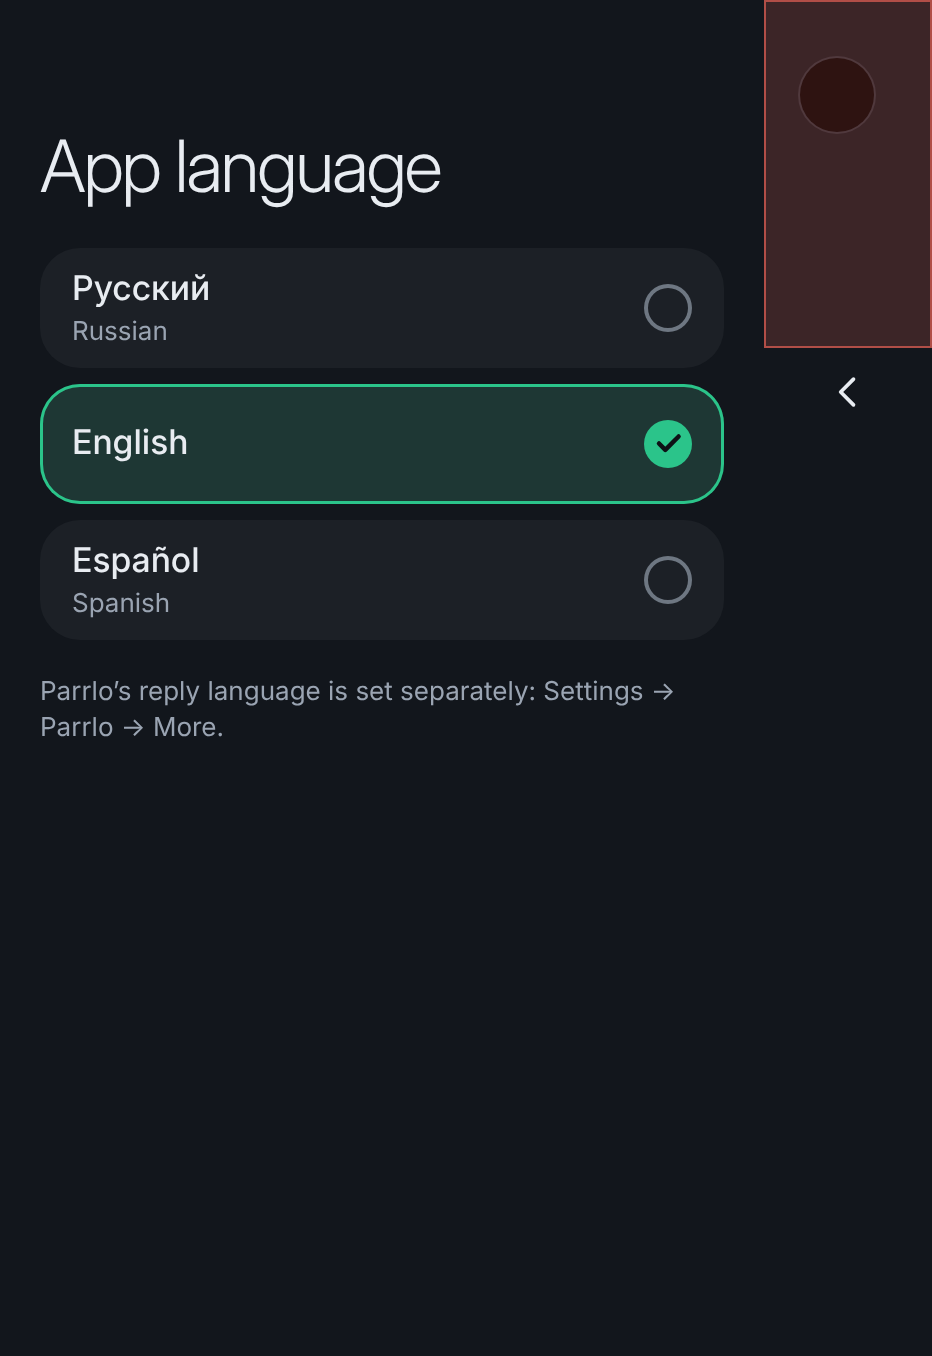 App language
Русский
Russian
English
Español
Spanish
Parrlo’s reply language is set separately: Settings →
Parrlo → More.